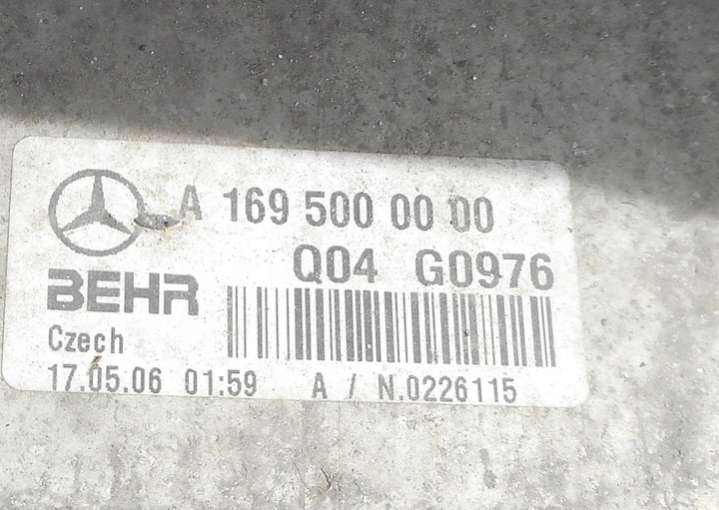 A 169 500 00 00
Q04 G0976
BEHR
Czech
17.05.06 01:59 A / N.0226115